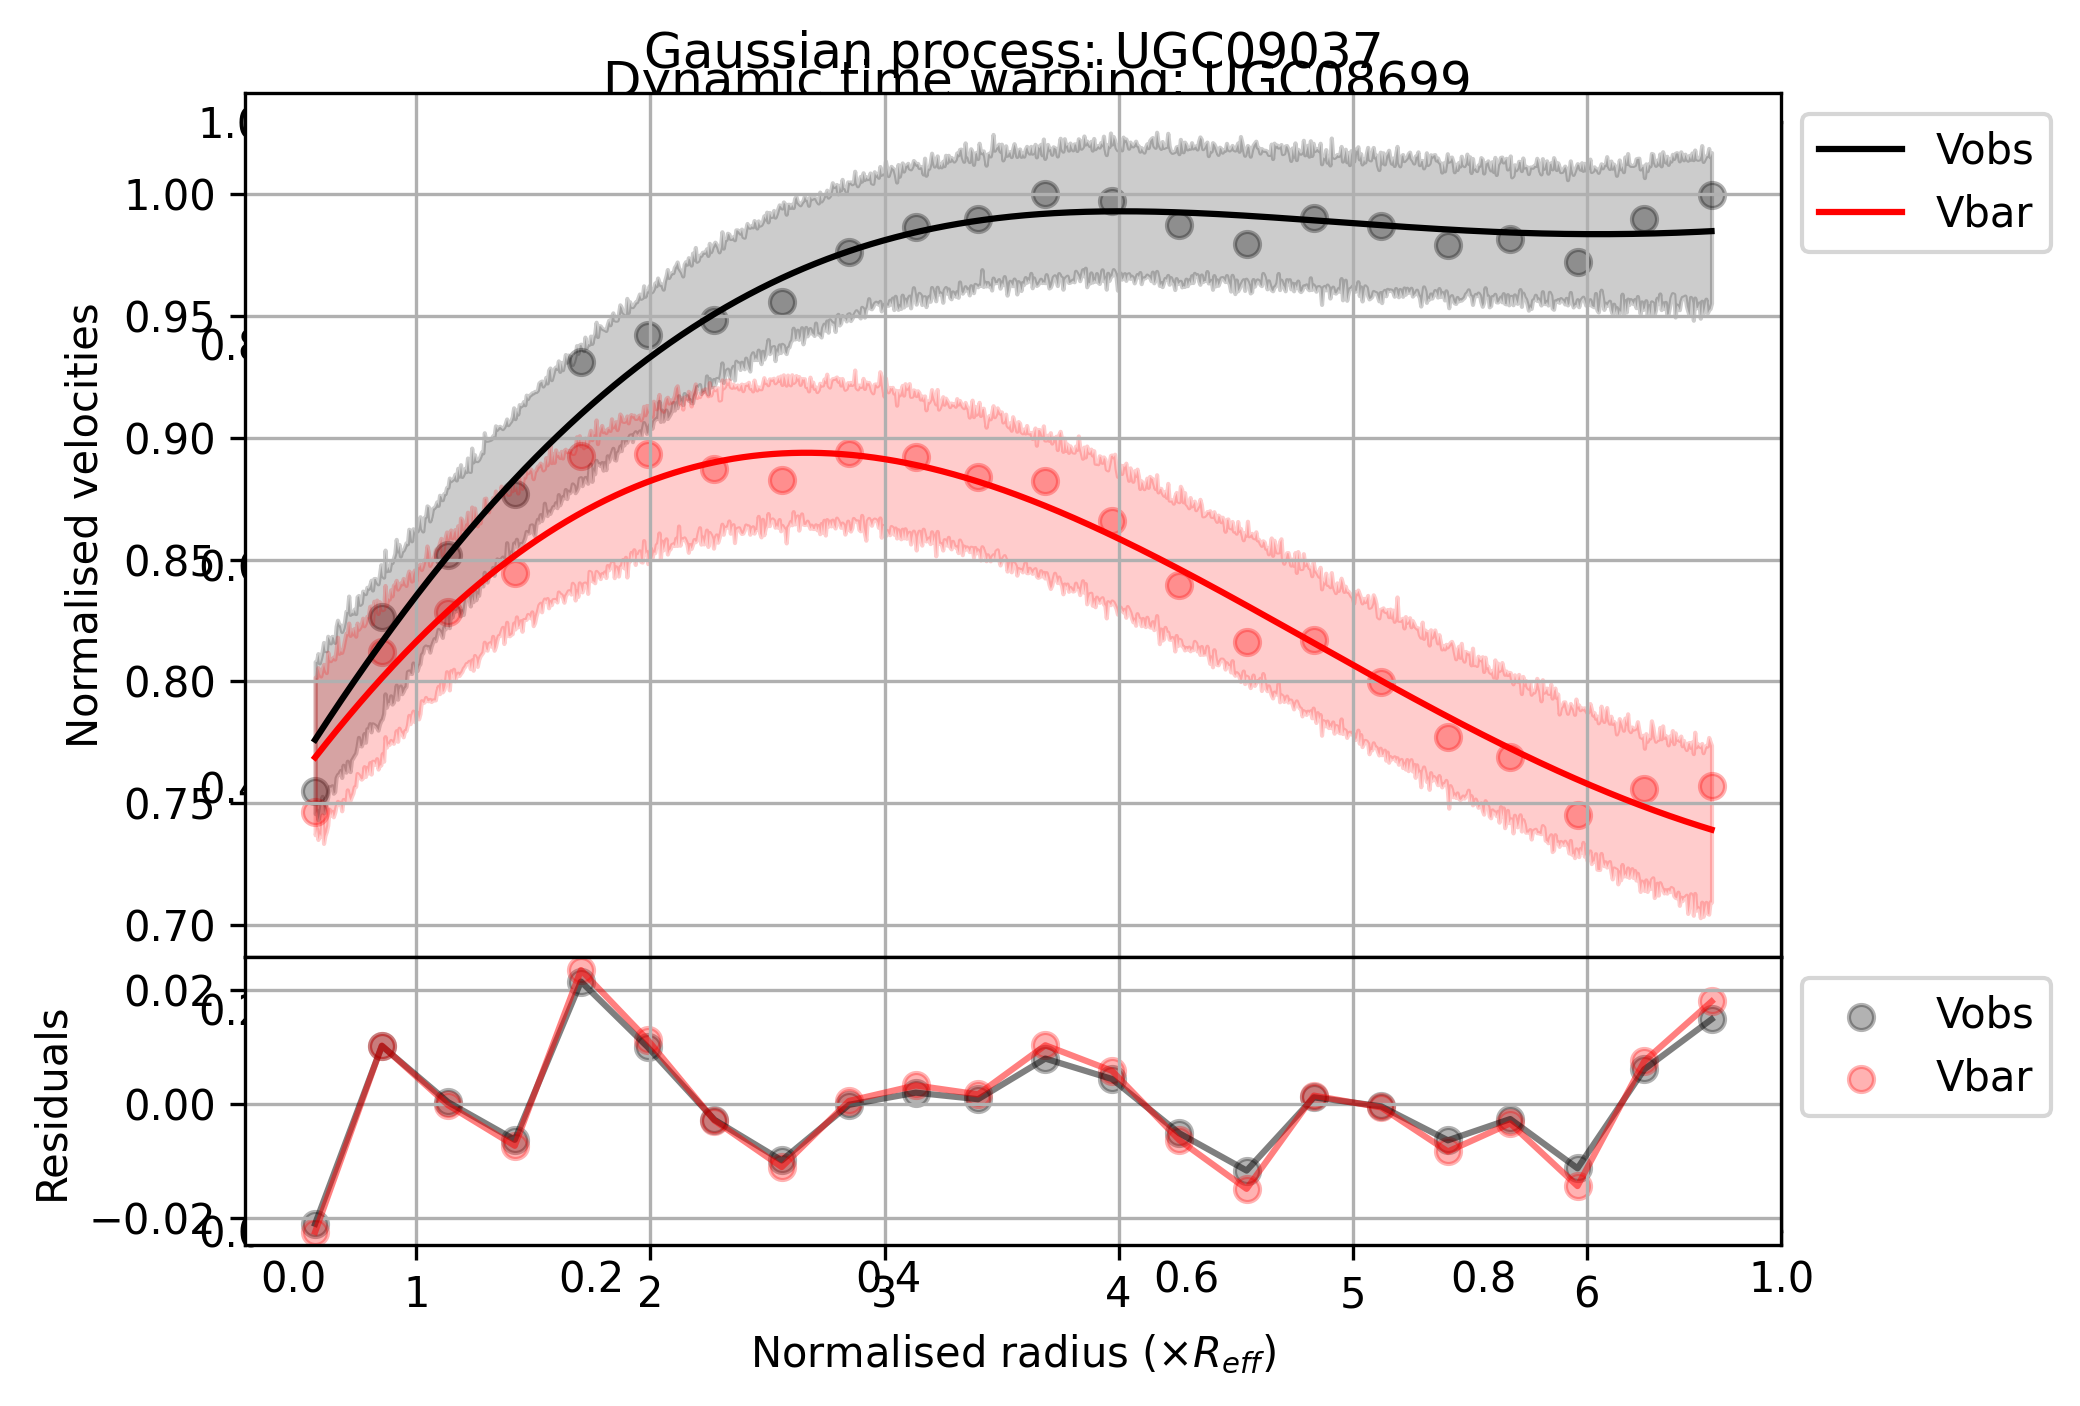 Gaussian process: UGC09037
Dynamic time warping: UGC08699
Normalised velocities
1.00
0.95
0.90
0.85
0.80
0.75
0.70
Vobs
Vbar
Residuals
0.02
0.00
−0.02
Vobs
Vbar
0.0 0.2 0.4 0.6 0.8 1.0
1 2 3 4 5 6
Normalised radius (×R_eff)